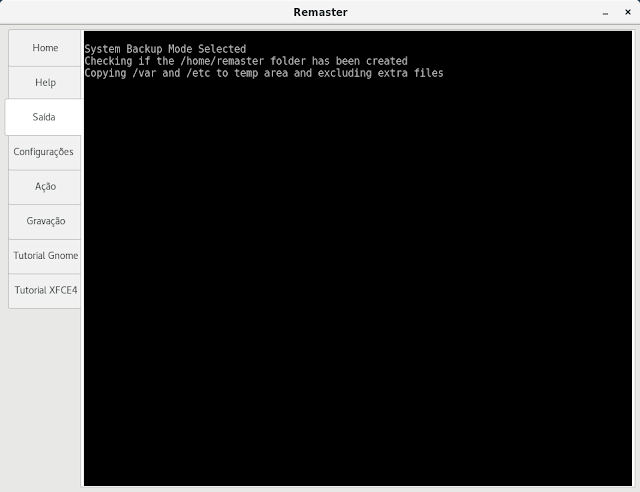 Remaster
Home
Help
Saída
Configurações
Ação
Gravação
Tutorial Gnome
Tutorial XFCE4
System Backup Mode Selected
Checking if the /home/remaster folder has been created
Copying /var and /etc to temp area and excluding extra files